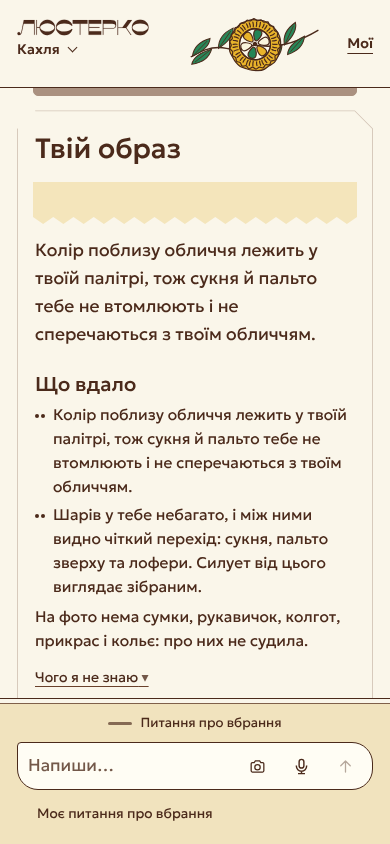 ЛЮСТЕРКО
Кахля
Мої
Твій образ
Колір поблизу обличчя лежить у
твоїй палітрі, тож сукня й пальто
тебе не втомлюють і не
сперечаються з твоїм обличчям.
Що вдало
•• Колір поблизу обличчя лежить у твоїй
палітрі, тож сукня й пальто тебе не
втомлюють і не сперечаються з твоїм
обличчям.
•• Шарів у тебе небагато, і між ними
видно чіткий перехід: сукня, пальто
зверху та лофери. Силует від цього
виглядає зібраним.
На фото нема сумки, рукавичок, колгот,
прикрас і кольє: про них не судила.
Чого я не знаю ▾
Питання про вбрання
Напиши…
Моє питання про вбрання